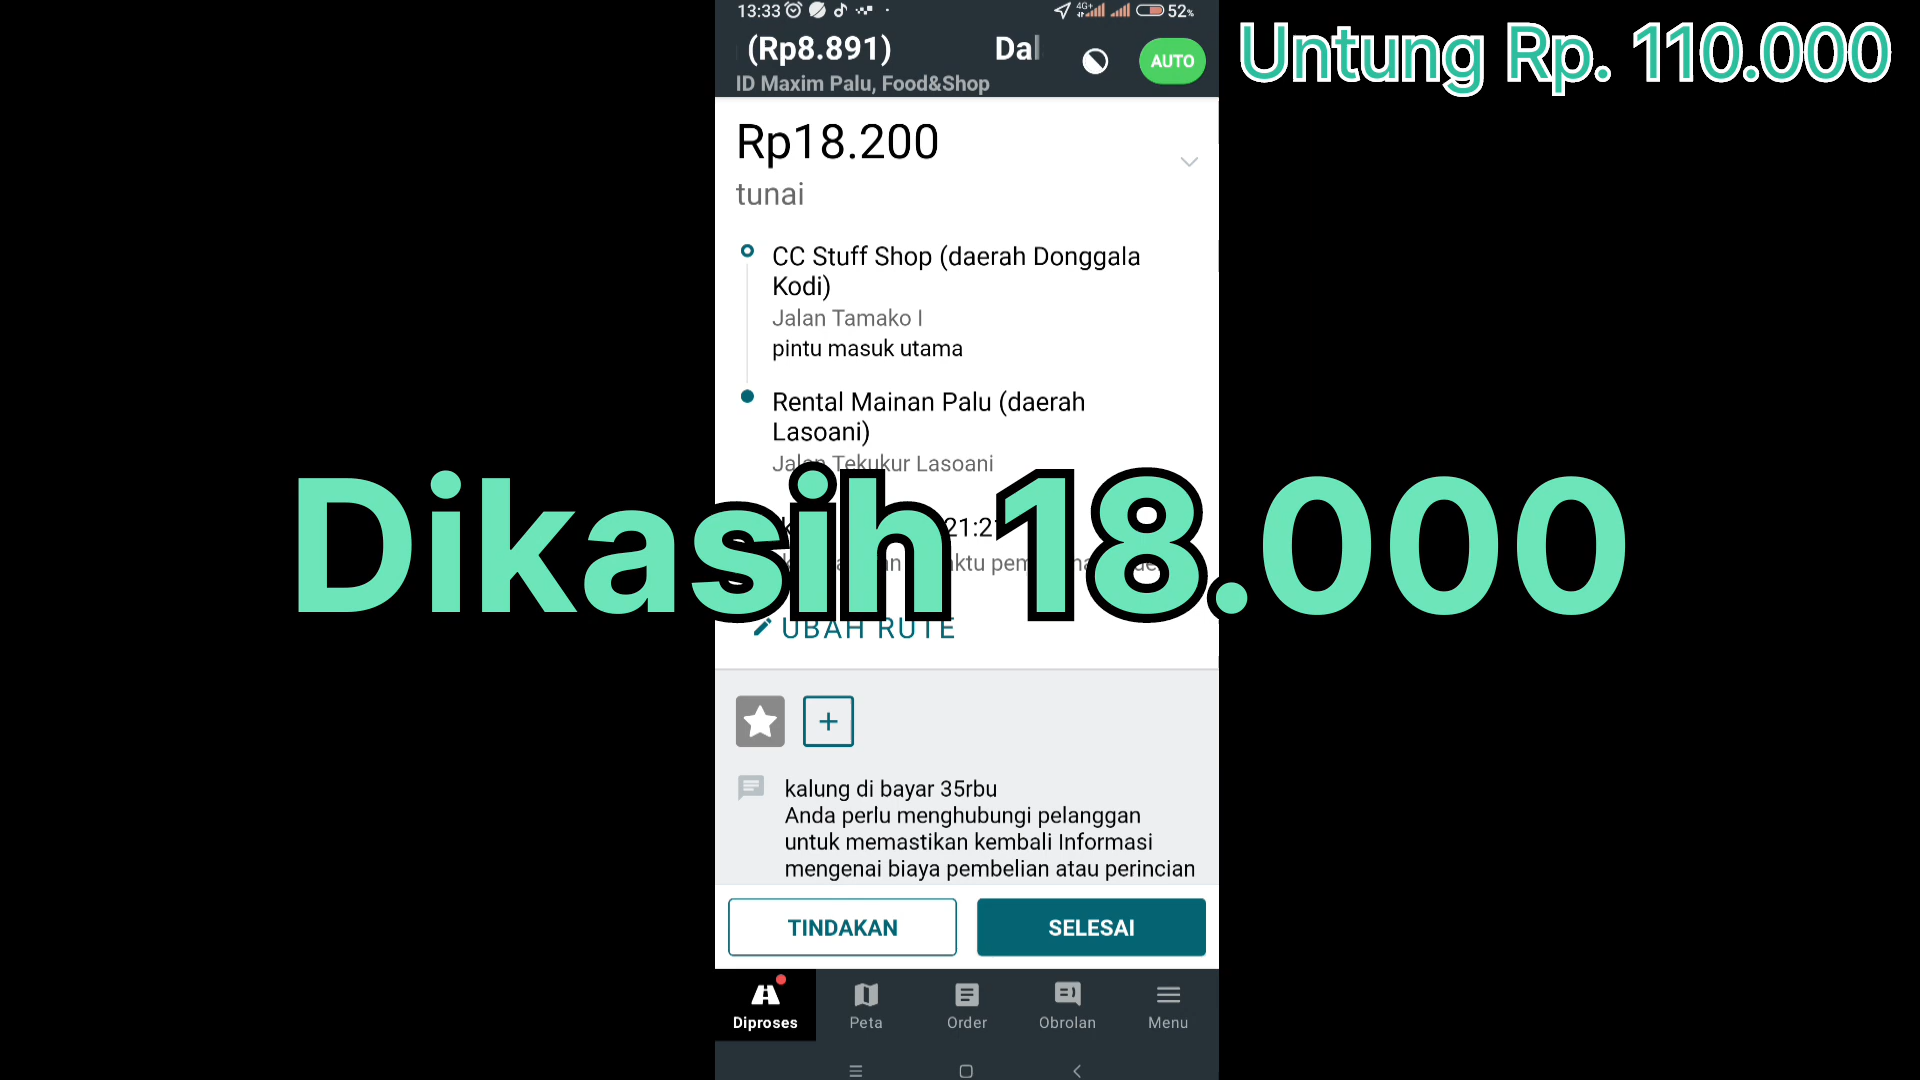 13:33
4G+
52%
(Rp8.891)
Dal
AUTO
ID Maxim Palu, Food&Shop
Untung Rp. 110.000
Rp18.200
tunai
CC Stuff Shop (daerah Donggala
Kodi)
Jalan Tamako I
pintu masuk utama
Rental Mainan Palu (daerah
Lasoani)
Jalan Tekukur Lasoani
Dikasih 18.000
UBAH RUTE
kalung di bayar 35rbu
Anda perlu menghubungi pelanggan
untuk memastikan kembali Informasi
mengenai biaya pembelian atau perincian
TINDAKAN
SELESAI
Diproses
Peta
Order
Obrolan
Menu